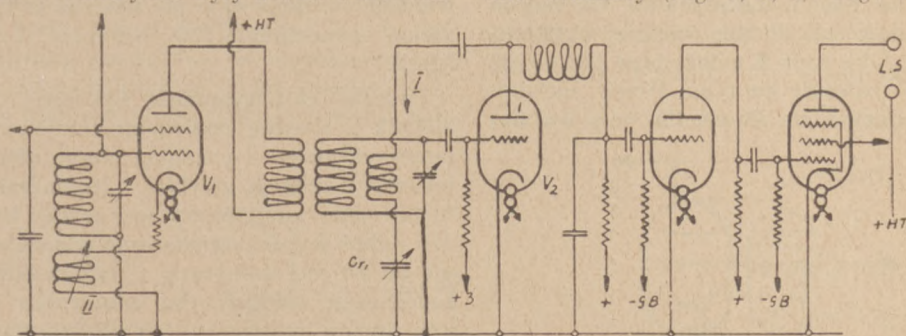 +HT
I
L.S
V1
V2
+HT
Cr1
+3
+
-gB
+
-gB
II